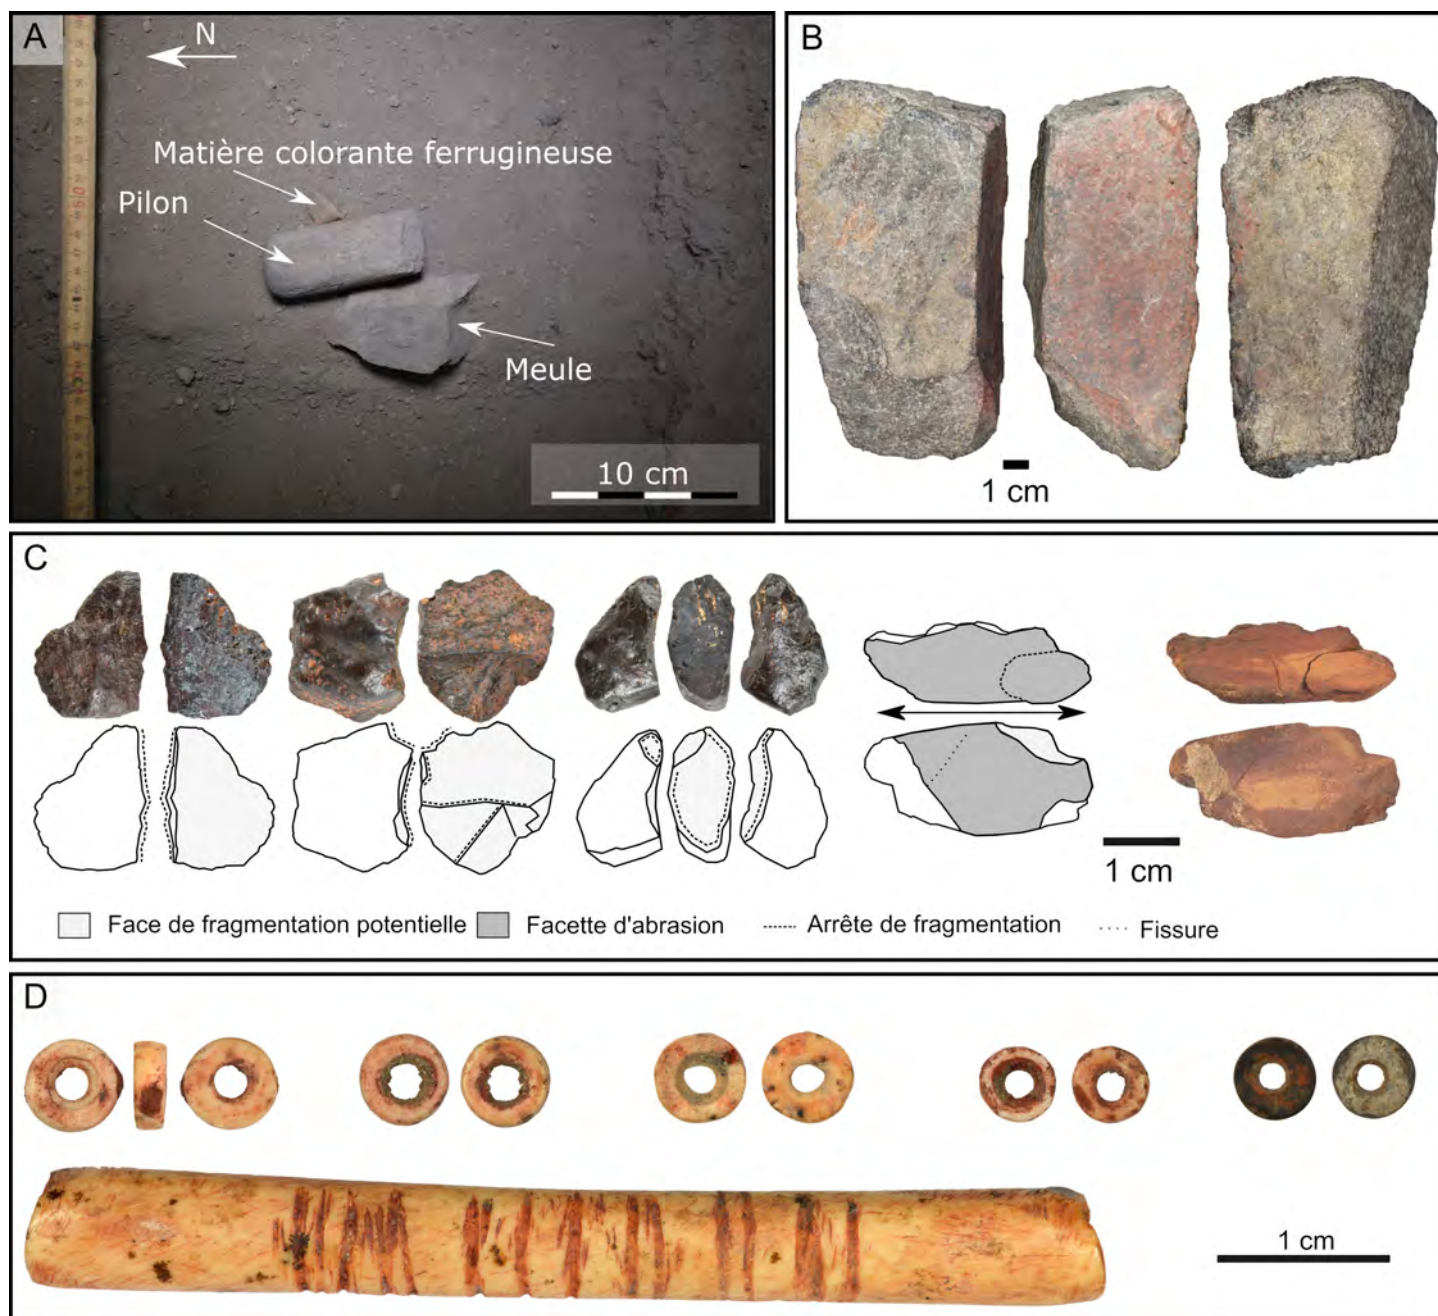 A
N
Matière colorante ferrugineuse
Pilon
Meule
10 cm
B
1 cm
C
1 cm
Face de fragmentation potentielle
Facette d'abrasion
Arrête de fragmentation
Fissure
D
1 cm